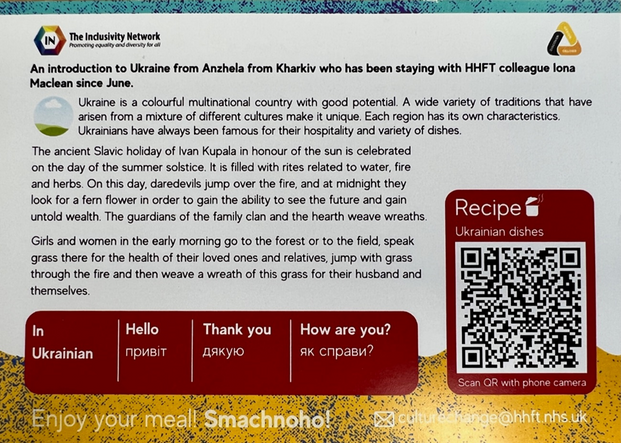 IN The Inclusivity Network
Promoting equality and diversity for all
An introduction to Ukraine from Anzhela from Kharkiv who has been staying with HHFT colleague Iona
Maclean since June.
Ukraine is a colourful multinational country with good potential. A wide variety of traditions that have
arisen from a mixture of different cultures make it unique. Each region has its own characteristics.
Ukrainians have always been famous for their hospitality and variety of dishes.
The ancient Slavic holiday of Ivan Kupala in honour of the sun is celebrated
on the day of the summer solstice. It is filled with rites related to water, fire
and herbs. On this day, daredevils jump over the fire, and at midnight they
look for a fern flower in order to gain the ability to see the future and gain
untold wealth. The guardians of the family clan and the hearth weave wreaths.
Girls and women in the early morning go to the forest or to the field, speak
grass there for the health of their loved ones and relatives, jump with grass
through the fire and then weave a wreath of this grass for their husband and
themselves.
Recipe
Ukrainian dishes
Scan QR with phone camera
In Ukrainian
Hello
привіт
Thank you
дякую
How are you?
як справи?
Enjoy your meal! Smachnoho!
culturechange@hhft.nhs.uk